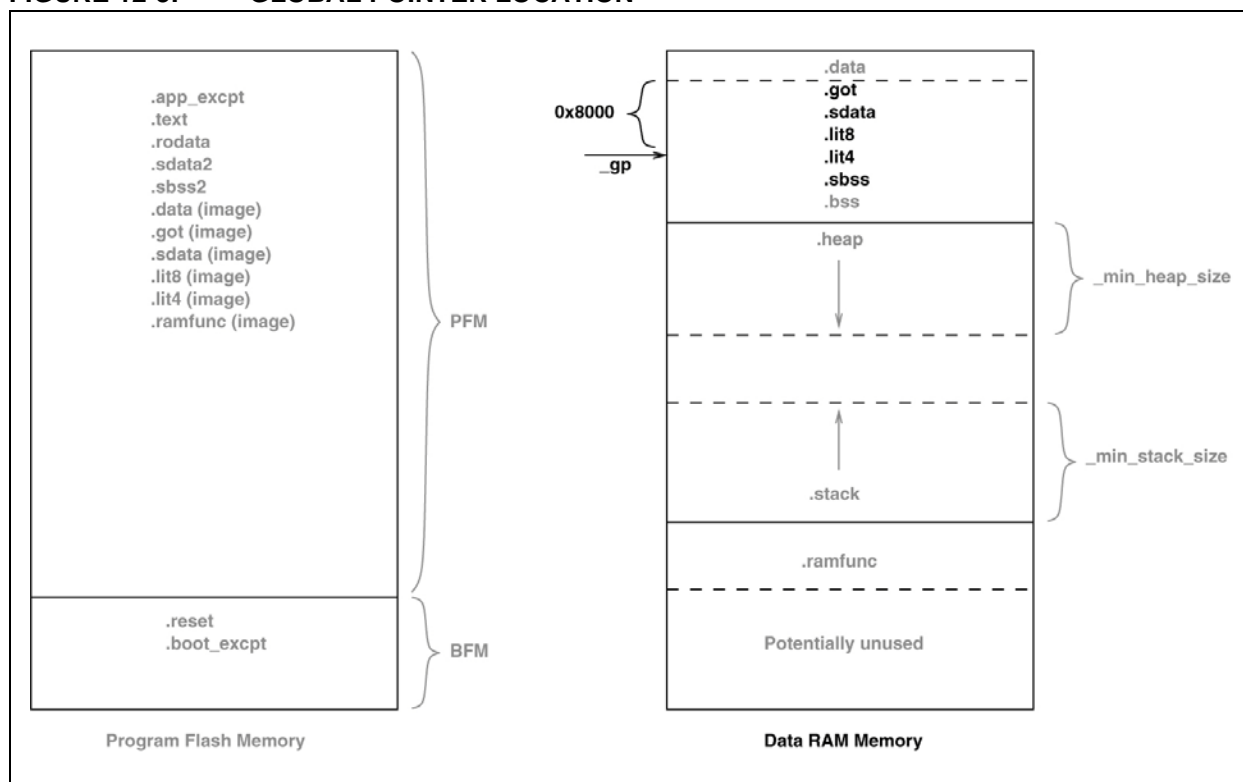 FIGURE GLOBAL POINTER LOCATION
.app_excpt
.text
.rodata
.sdata2
.sbss2
.data (image)
.got (image)
.sdata (image)
.lit8 (image)
.lit4 (image)
.ramfunc (image)
PFM
.reset
.boot_excpt
BFM
Program Flash Memory
.data
0x8000
.got
.sdata
.lit8
.lit4
_gp
.sbss
.bss
.heap
_min_heap_size
_min_stack_size
.stack
.ramfunc
Potentially unused
Data RAM Memory